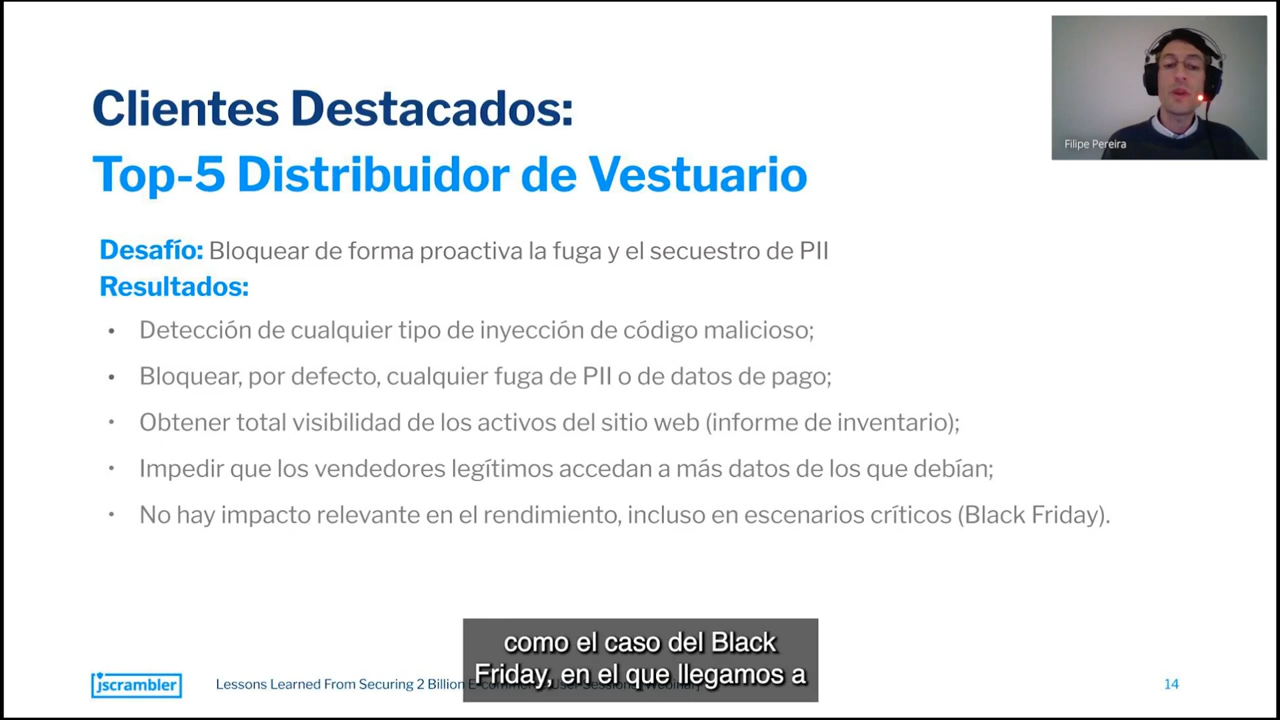 Clientes Destacados:
Top-5 Distribuidor de Vestuario
Filipe Pereira
Desafío: Bloquear de forma proactiva la fuga y el secuestro de PII
Resultados:
• Detección de cualquier tipo de inyección de código malicioso;
• Bloquear, por defecto, cualquier fuga de PII o de datos de pago;
• Obtener total visibilidad de los activos del sitio web (informe de inventario);
• Impedir que los vendedores legítimos accedan a más datos de los que debían;
• No hay impacto relevante en el rendimiento, incluso en escenarios críticos (Black Friday).
como el caso del Black
Friday, en el que llegamos a
jscrambler
Lessons Learned From Securing 2 Billion
14